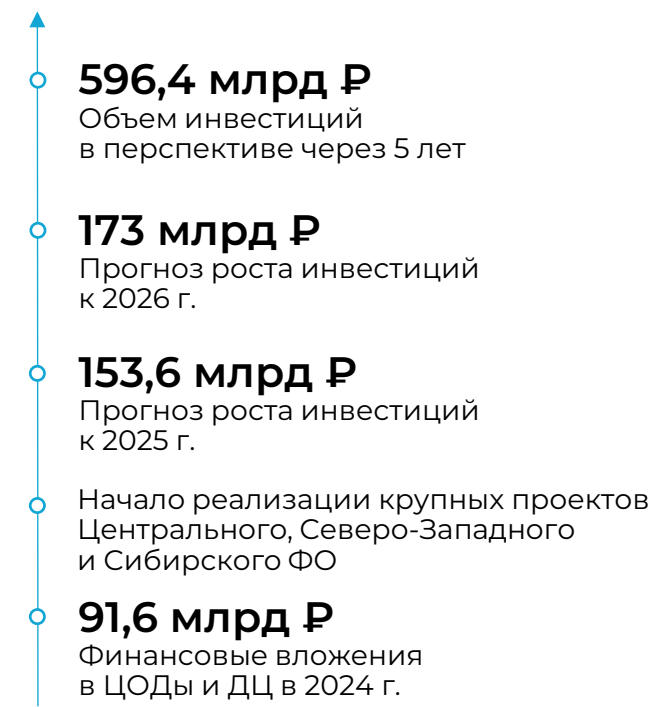 596,4 млрд ₽
Объем инвестиций
в перспективе через 5 лет
173 млрд ₽
Прогноз роста инвестиций
к 2026 г.
153,6 млрд ₽
Прогноз роста инвестиций
к 2025 г.
Начало реализации крупных проектов
Центрального, Северо-Западного
и Сибирского ФО
91,6 млрд ₽
Финансовые вложения
в ЦОДы и ДЦ в 2024 г.